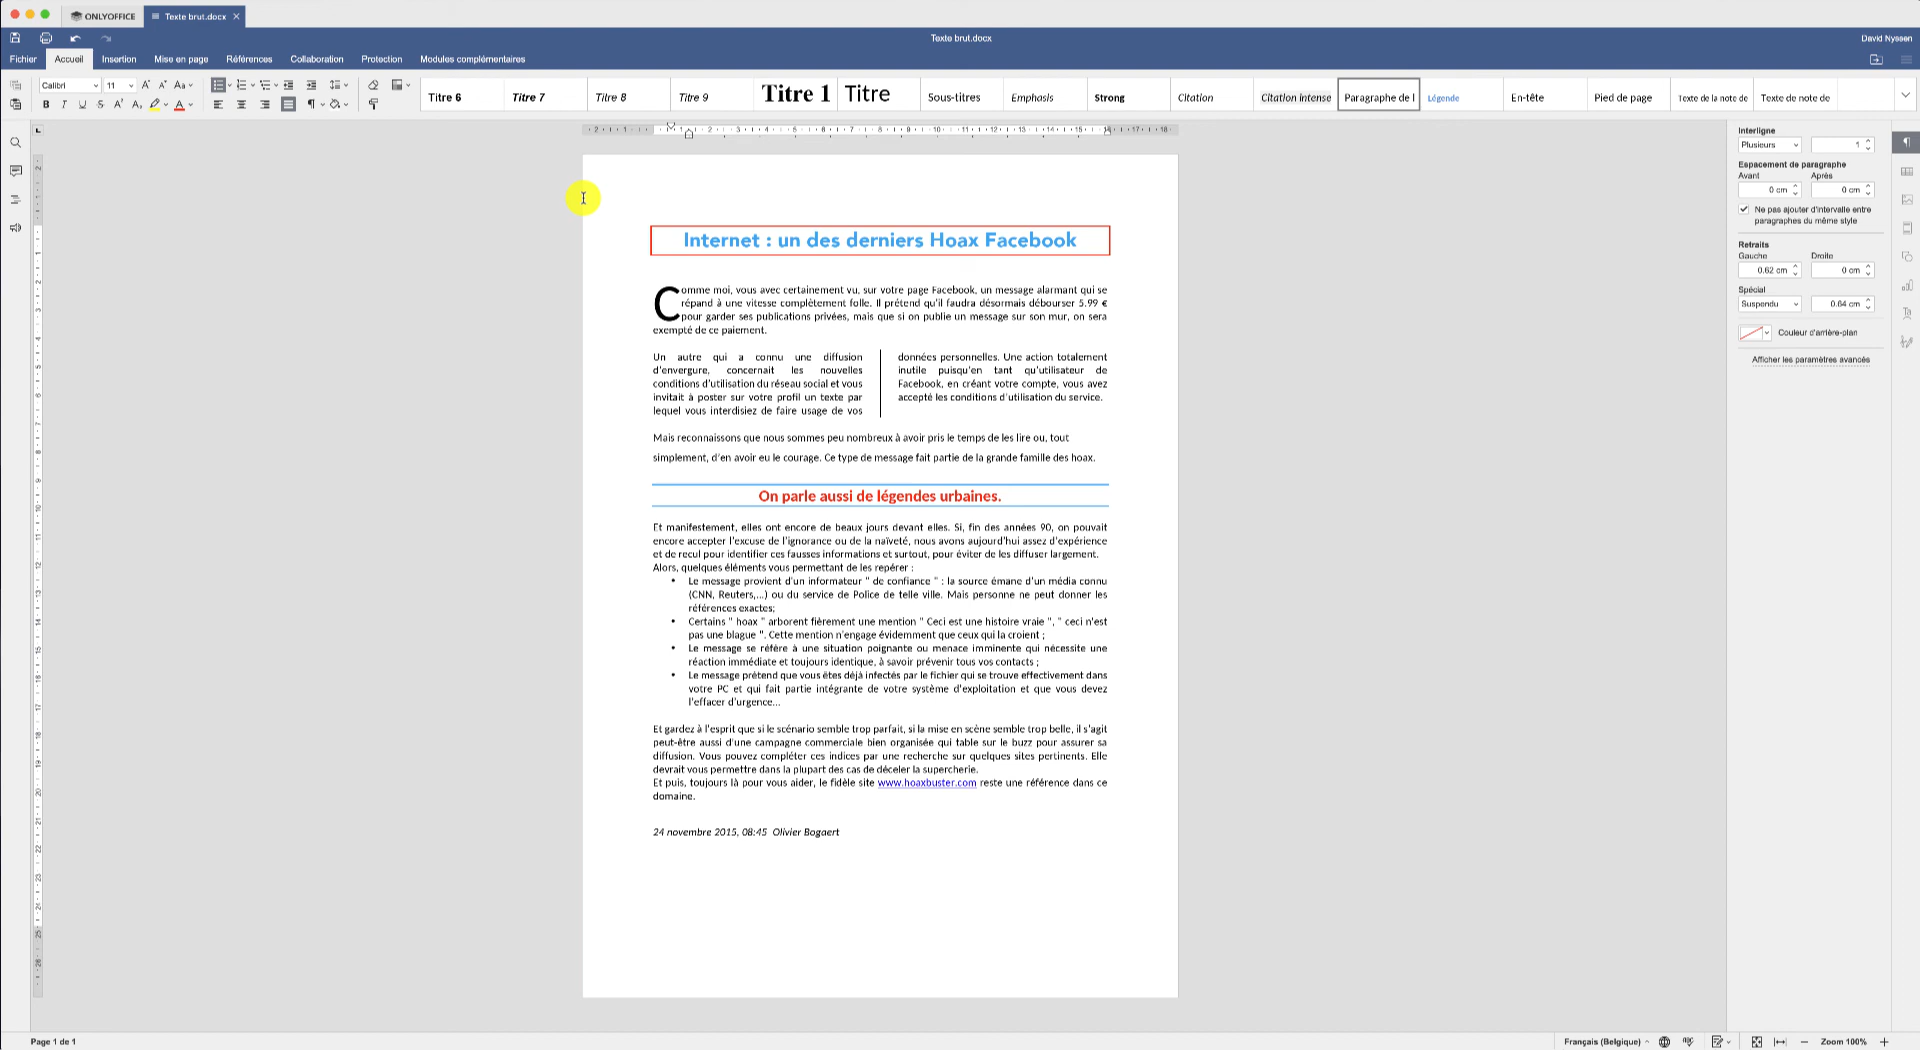 ONLYOFFICE
Texte brut.docx
Texte brut.docx
David Nyssen
Fichier Accueil Insertion Mise en page Références Collaboration Protection Modules complémentaires
Calibri 11
Titre 6 Titre 7 Titre 8 Titre 9 Titre 1 Titre Sous-titres Emphasis Strong Citation Citation intense Paragraphe de l Légende En-tête Pied de page Texte de la note de Texte de note de
Interligne
Plusieurs 1
Espacement de paragraphe
Avant Après
0 cm 0 cm
Ne pas ajouter d'intervalle entre
paragraphes du même style
Retraits
Gauche Droite
0.62 cm 0 cm
Spécial
Suspendu 0.64 cm
Couleur d'arrière-plan
Afficher les paramètres avancés
Internet : un des derniers Hoax Facebook
Comme moi, vous avez certainement vu, sur votre page Facebook, un message alarmant qui se
répand à une vitesse complètement folle. Il prétend qu'il faudra désormais débourser 5.99 €
pour garder ses publications privées, mais que si on publie un message sur son mur, on sera
exempté de ce paiement.
Un autre qui a connu une diffusion
d'envergure, concernait les nouvelles
conditions d'utilisation du réseau social et vous
invitait à poster sur votre profil un texte par
lequel vous interdisiez de faire usage de vos
données personnelles. Une action totalement
inutile puisqu'en tant qu'utilisateur de
Facebook, en créant votre compte, vous avez
accepté les conditions d'utilisation du service.
Mais reconnaissons que nous sommes peu nombreux à avoir pris le temps de les lire ou, tout
simplement, d'en avoir eu le courage. Ce type de message fait partie de la grande famille des hoax.
On parle aussi de légendes urbaines.
Et manifestement, elles ont encore de beaux jours devant elles. Si, fin des années 90, on pouvait
encore accepter l'excuse de l'ignorance ou de la naïveté, nous avons aujourd'hui assez d'expérience
et de recul pour identifier ces fausses informations et surtout, pour éviter de les diffuser largement.
Alors, quelques éléments vous permettant de les repérer :
• Le message provient d'un informateur " de confiance " : la source émane d'un média connu
(CNN, Reuters,...) ou du service de Police de telle ville. Mais personne ne peut donner les
références exactes;
• Certains " hoax " arborent fièrement une mention " Ceci est une histoire vraie ", " ceci n'est
pas une blague ". Cette mention n'engage évidemment que ceux qui la croient ;
• Le message se réfère à une situation poignante ou menace imminente qui nécessite une
réaction immédiate et toujours identique, à savoir prévenir tous vos contacts ;
• Le message prétend que vous êtes déjà infectés par le fichier qui se trouve effectivement dans
votre PC et qui fait partie intégrante de votre système d'exploitation et que vous devez
l'effacer d'urgence...
Et gardez à l'esprit que si le scénario semble trop parfait, si la mise en scène semble trop belle, il s'agit
peut-être aussi d'une campagne commerciale bien organisée qui table sur le buzz pour assurer sa
diffusion. Vous pouvez compléter ces indices par une recherche sur quelques sites pertinents. Elle
devrait vous permettre dans la plupart des cas de déceler la supercherie.
Et puis, toujours là pour vous aider, le fidèle site www.hoaxbuster.com reste une référence dans ce
domaine.
24 novembre 2015, 08:45 Olivier Bogaert
Page 1 de 1
Français (Belgique)
Zoom 100%